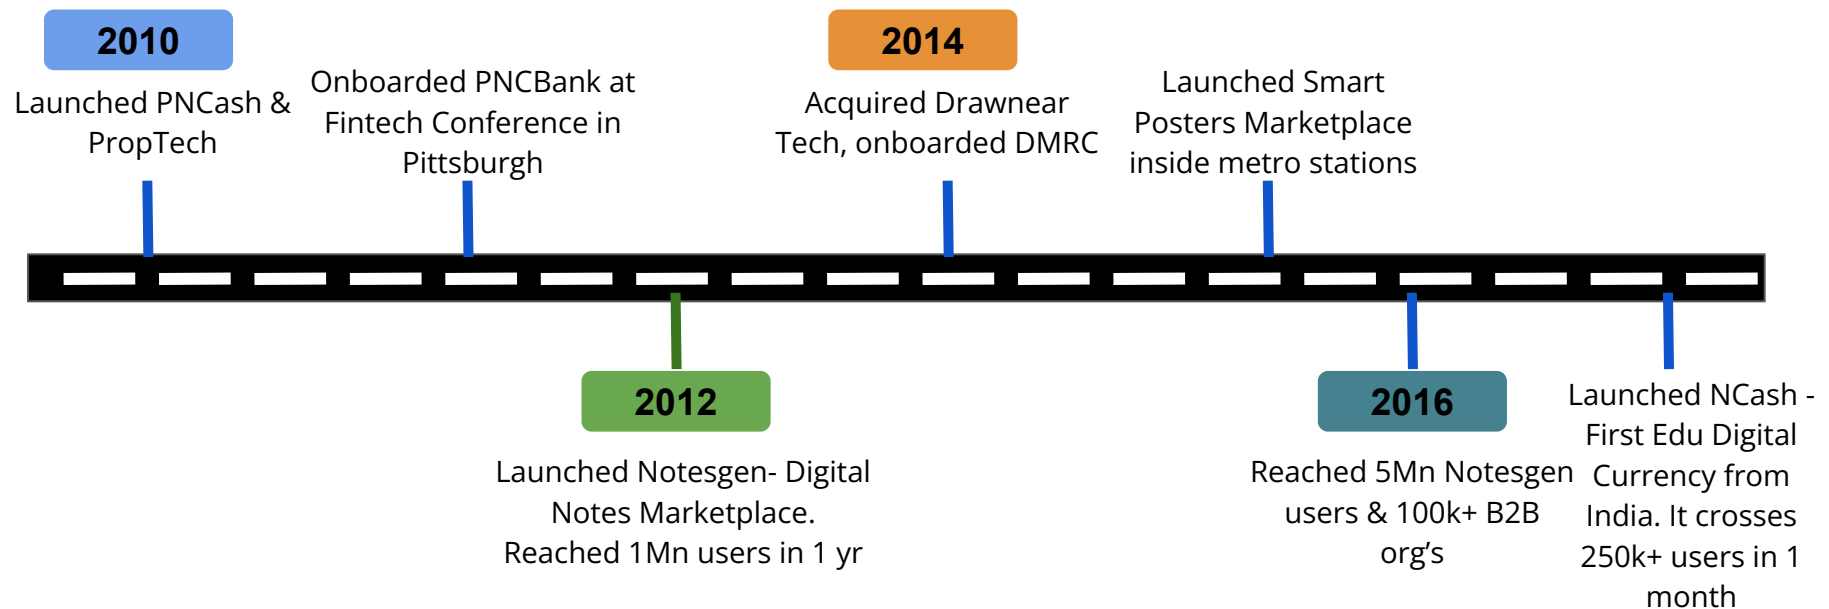 2010
Launched PNCash &
PropTech
Onboarded PNCBank at
Fintech Conference in
Pittsburgh
2014
Acquired Drawnear
Tech, onboarded DMRC
Launched Smart
Posters Marketplace
inside metro stations
2012
Launched Notesgen- Digital
Notes Marketplace.
Reached 1Mn users in 1 yr
2016
Reached 5Mn Notesgen
users & 100k+ B2B
org’s
Launched NCash -
First Edu Digital
Currency from
India. It crosses
250k+ users in 1
month